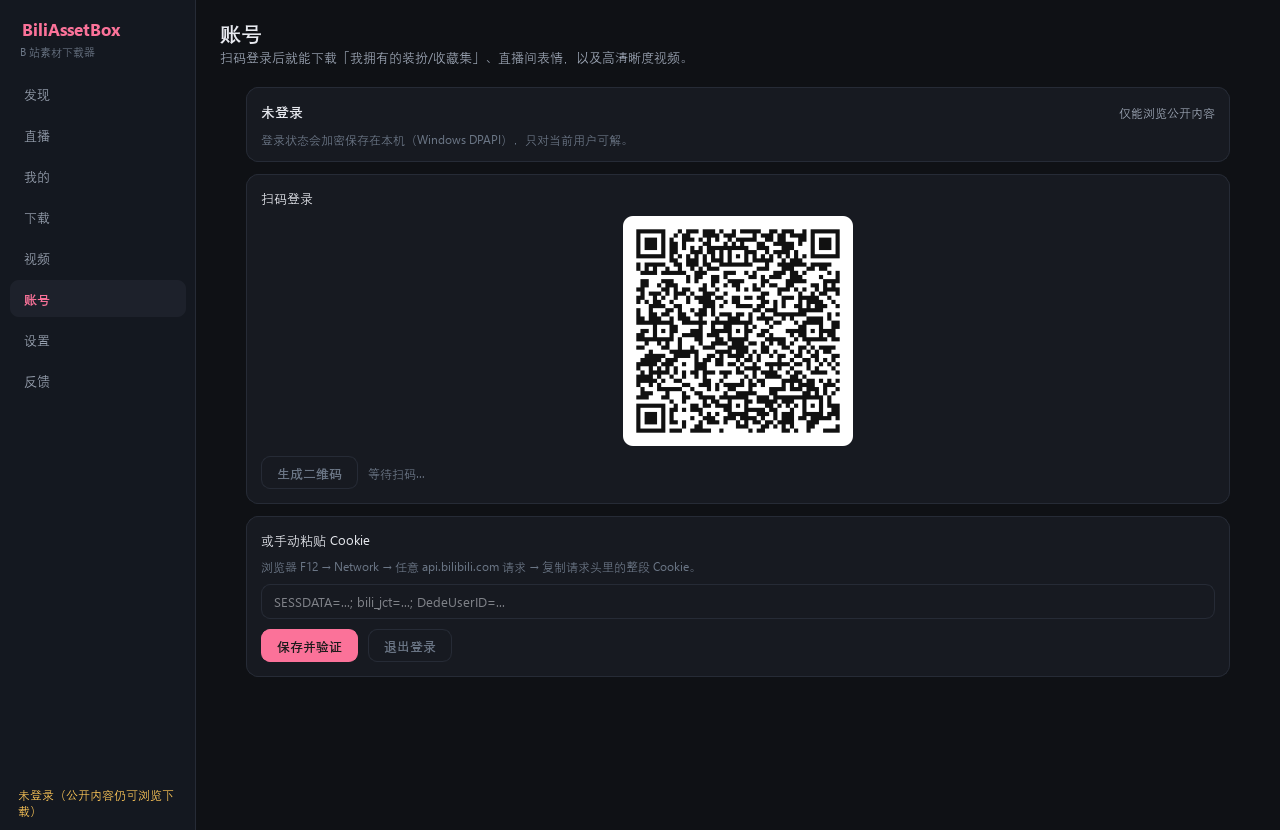 BiliAssetBox
B 站素材下载器
发现
直播
我的
下载
视频
账号
设置
反馈
未登录（公开内容仍可浏览下
载）
账号
扫码登录后就能下载「我拥有的装扮/收藏集」、直播间表情，以及高清晰度视频。
未登录
仅能浏览公开内容
登录状态会加密保存在本机（Windows DPAPI），只对当前用户可解。
扫码登录
生成二维码
等待扫码...
或手动粘贴 Cookie
浏览器 F12 → Network → 任意 api.bilibili.com 请求 → 复制请求头里的整段 Cookie。
SESSDATA=...; bili_jct=...; DedeUserID=...
保存并验证
退出登录